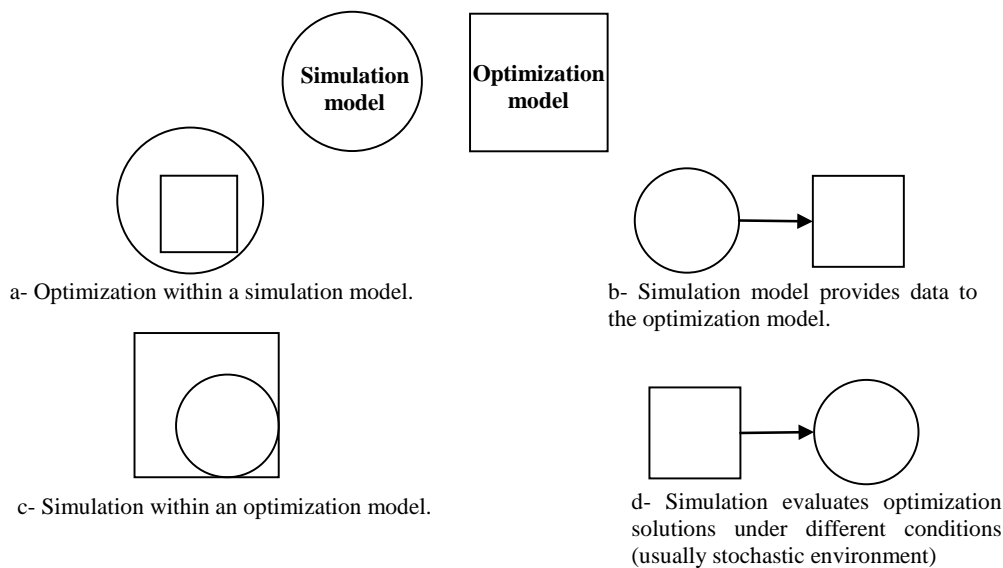 Simulation
model
Optimization
model
a- Optimization within a simulation model.
b- Simulation model provides data to
the optimization model.
c- Simulation within an optimization model.
d- Simulation evaluates optimization
solutions under different conditions
(usually stochastic environment)